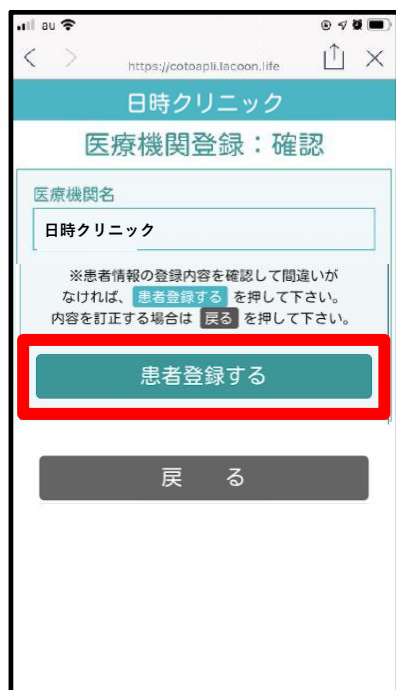 au
https://cotoapli.lacoon.life
日時クリニック
医療機関登録：確認
医療機関名
日時クリニック
※患者情報の登録内容を確認して間違いが
なければ、 患者登録する を押して下さい。
内容を訂正する場合は 戻る を押して下さい。
患者登録する
戻 る